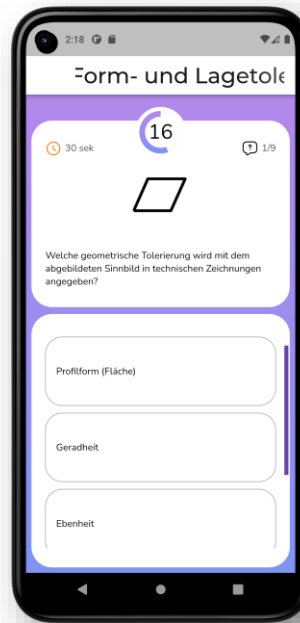 2:18
Form- und Lagetole
16
30 sek
1/9
Welche geometrische Tolerierung wird mit dem
abgebildeten Sinnbild in technischen Zeichnungen
angegeben?
Profilform (Fläche)
Geradheit
Ebenheit